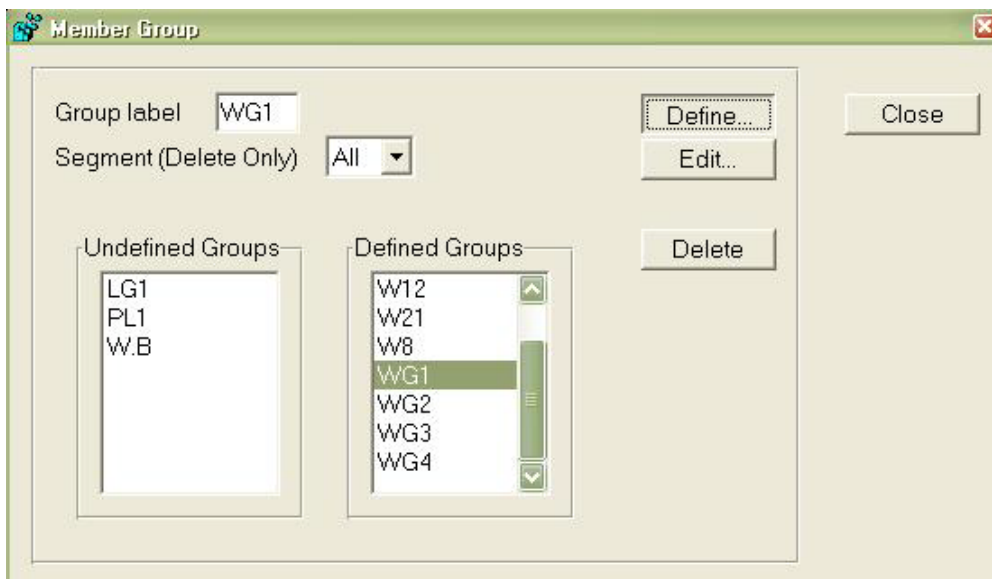 Member Group
Group label WG1 Define... Close
Segment (Delete Only) All Edit...
Undefined Groups Defined Groups Delete
LG1 W12
PL1 W21
W.B W8
WG1
WG2
WG3
WG4